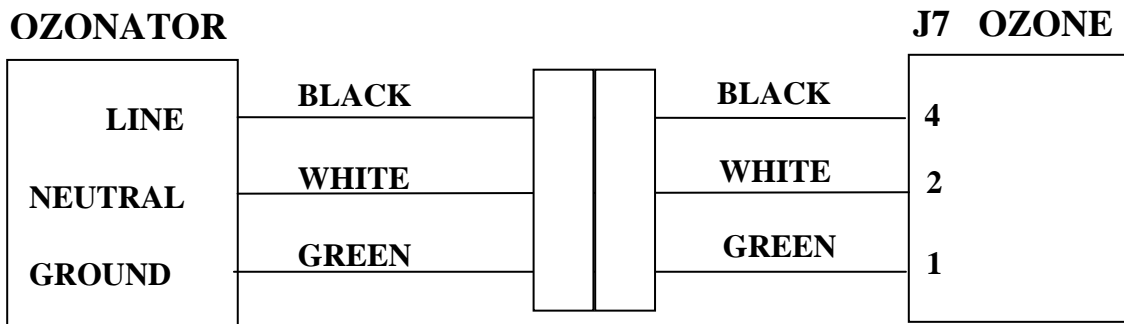 OZONATOR
J7 OZONE
LINE
BLACK
BLACK
4
NEUTRAL
WHITE
WHITE
2
GROUND
GREEN
GREEN
1